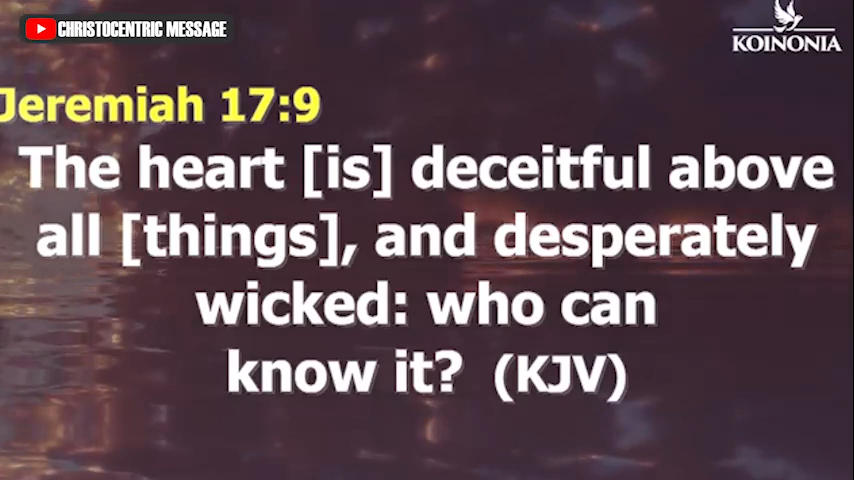 CHRISTOCENTRIC MESSAGE
KOINONIA
Jeremiah 17:9
The heart [is] deceitful above
all [things], and desperately
wicked: who can
know it? (KJV)